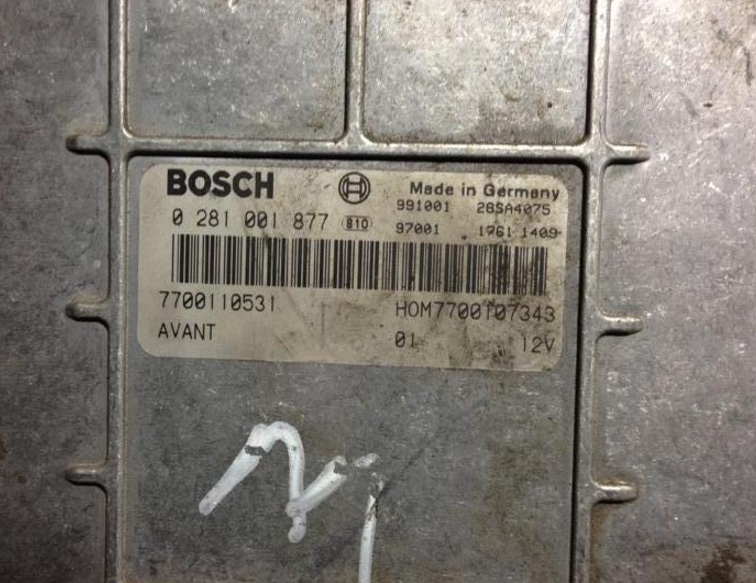 BOSCH Made in Germany
991001 28SA4075
0 281 001 877 810 97001 1961 1409
7700110531 HOM7700107343
AVANT 01 12V